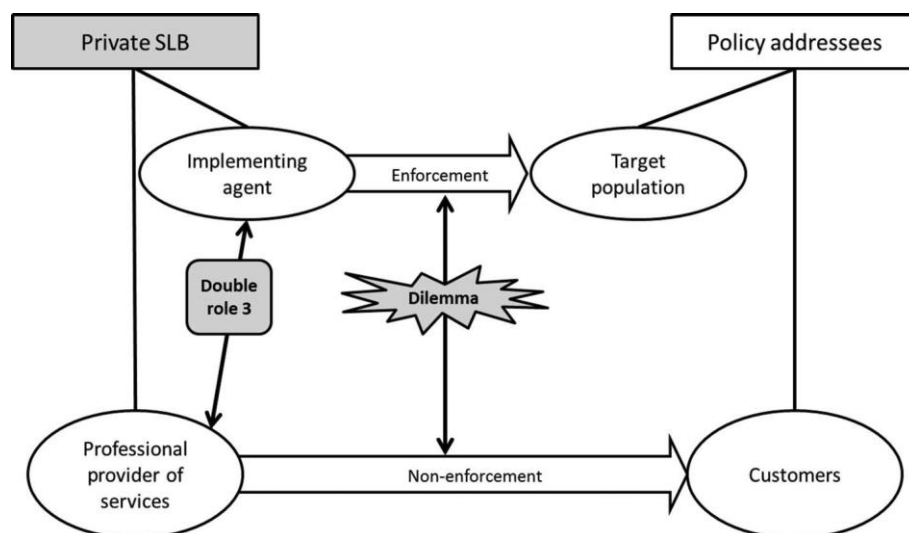 Private SLB
Policy addressees
Implementing
agent
Enforcement
Target
population
Double
role 3
Dilemma
Professional
provider of
services
Non-enforcement
Customers